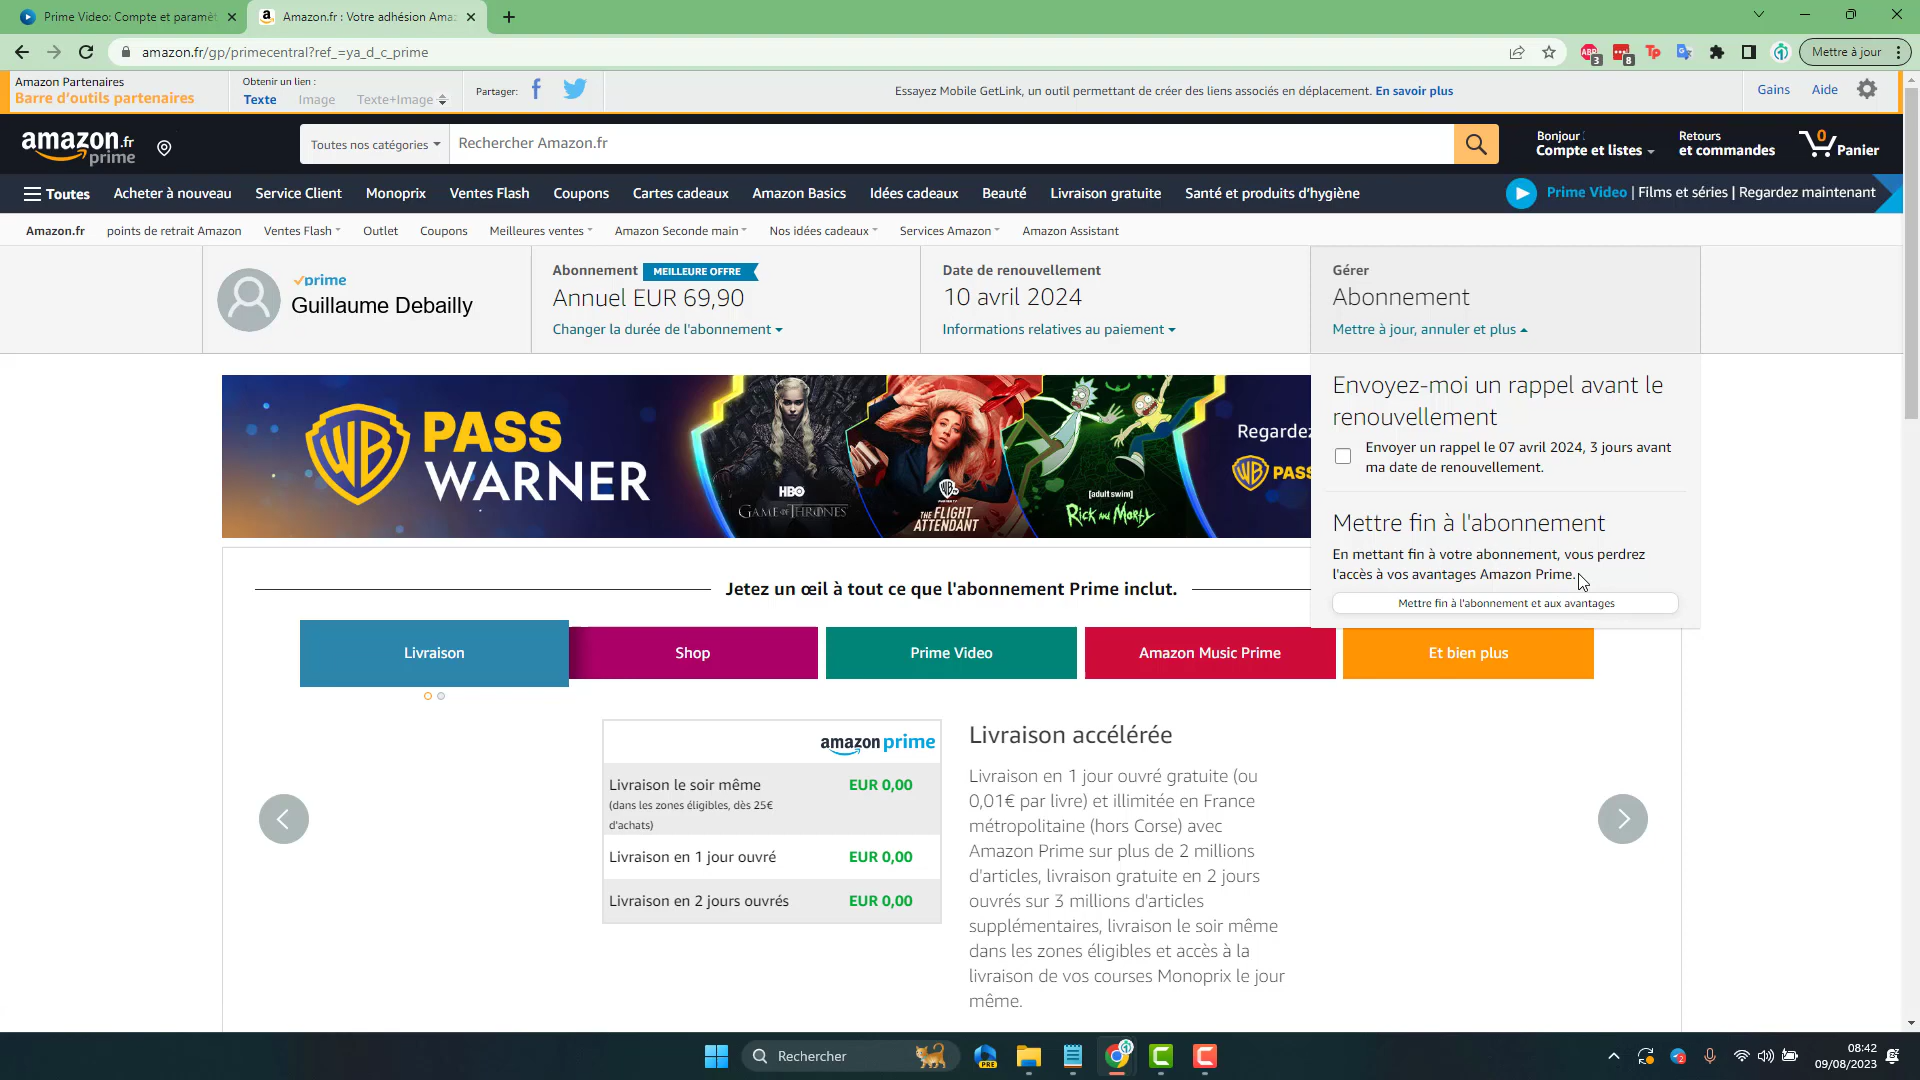 Prime Video: Compte et paramèt
Amazon.fr : Votre adhésion Ama
amazon.fr/gp/primecentral?ref_=ya_d_c_prime
3
8
Mettre à jour
Amazon Partenaires
Barre d'outils partenaires
Obtenir un lien :
Texte
Image
Texte+Image
Partager:
Essayez Mobile GetLink, un outil permettant de créer des liens associés en déplacement. En savoir plus
Gains
Aide
amazon.fr
prime
Toutes nos catégories
Rechercher Amazon.fr
Bonjour
Compte et listes
Retours
et commandes
0
Panier
Toutes
Acheter à nouveau
Service Client
Monoprix
Ventes Flash
Coupons
Cartes cadeaux
Amazon Basics
Idées cadeaux
Beauté
Livraison gratuite
Santé et produits d'hygiène
Prime Video | Films et séries | Regardez maintenant
Amazon.fr
points de retrait Amazon
Ventes Flash
Outlet
Coupons
Meilleures ventes
Amazon Seconde main
Nos idées cadeaux
Services Amazon
Amazon Assistant
prime
Guillaume Debailly
Abonnement MEILLEURE OFFRE
Annuel EUR 69,90
Changer la durée de l'abonnement
Date de renouvellement
10 avril 2024
Informations relatives au paiement
Gérer
Abonnement
Mettre à jour, annuler et plus
Envoyez-moi un rappel avant le
renouvellement
Envoyer un rappel le 07 avril 2024, 3 jours avant
ma date de renouvellement.
Mettre fin à l'abonnement
En mettant fin à votre abonnement, vous perdrez
l'accès à vos avantages Amazon Prime.
Mettre fin à l'abonnement et aux avantages
WB
PASS
WARNER
HBO
GAME OF THRONES
THE FLIGHT
ATTENDANT
[adult swim]
Rick and Morty
Regardez
WB PASS
Jetez un œil à tout ce que l'abonnement Prime inclut.
Livraison
Shop
Prime Video
Amazon Music Prime
Et bien plus
amazon prime
Livraison le soir même
EUR 0,00
(dans les zones éligibles, dès 25€
d'achats)
Livraison en 1 jour ouvré
EUR 0,00
Livraison en 2 jours ouvrés
EUR 0,00
Livraison accélérée
Livraison en 1 jour ouvré gratuite (ou
0,01€ par livre) et illimitée en France
métropolitaine (hors Corse) avec
Amazon Prime sur plus de 2 millions
d'articles, livraison gratuite en 2 jours
ouvrés sur 3 millions d'articles
supplémentaires, livraison le soir même
dans les zones éligibles et accès à la
livraison de vos courses Monoprix le jour
même.
Rechercher
PRE
08:42
09/08/2023